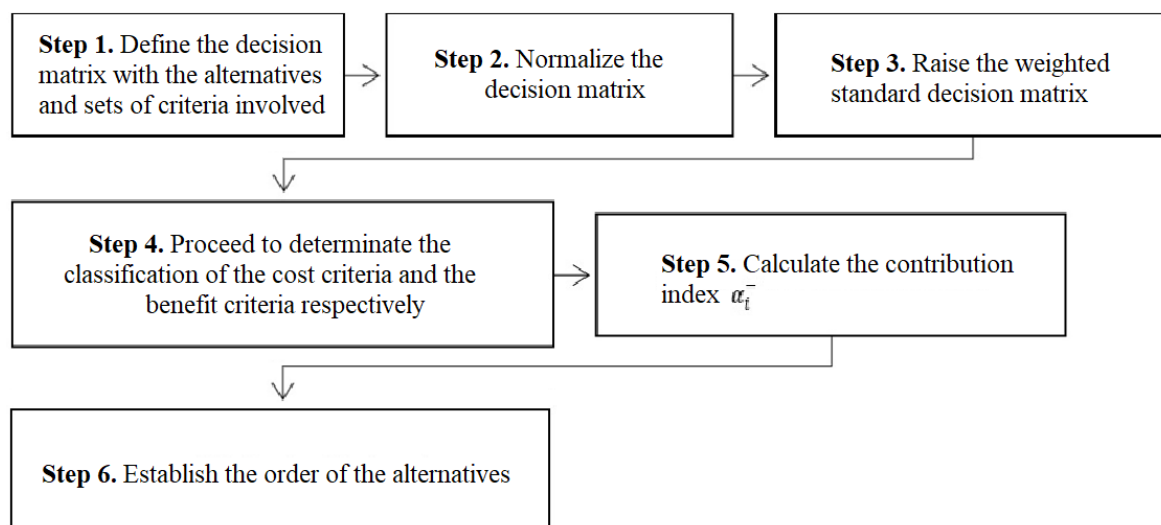 Step 1. Define the decision
matrix with the alternatives
and sets of criteria involved
Step 2. Normalize the
decision matrix
Step 3. Raise the weighted
standard decision matrix
Step 4. Proceed to determinate the
classification of the cost criteria and the
benefit criteria respectively
Step 5. Calculate the contribution
index α_i^-
Step 6. Establish the order of the alternatives